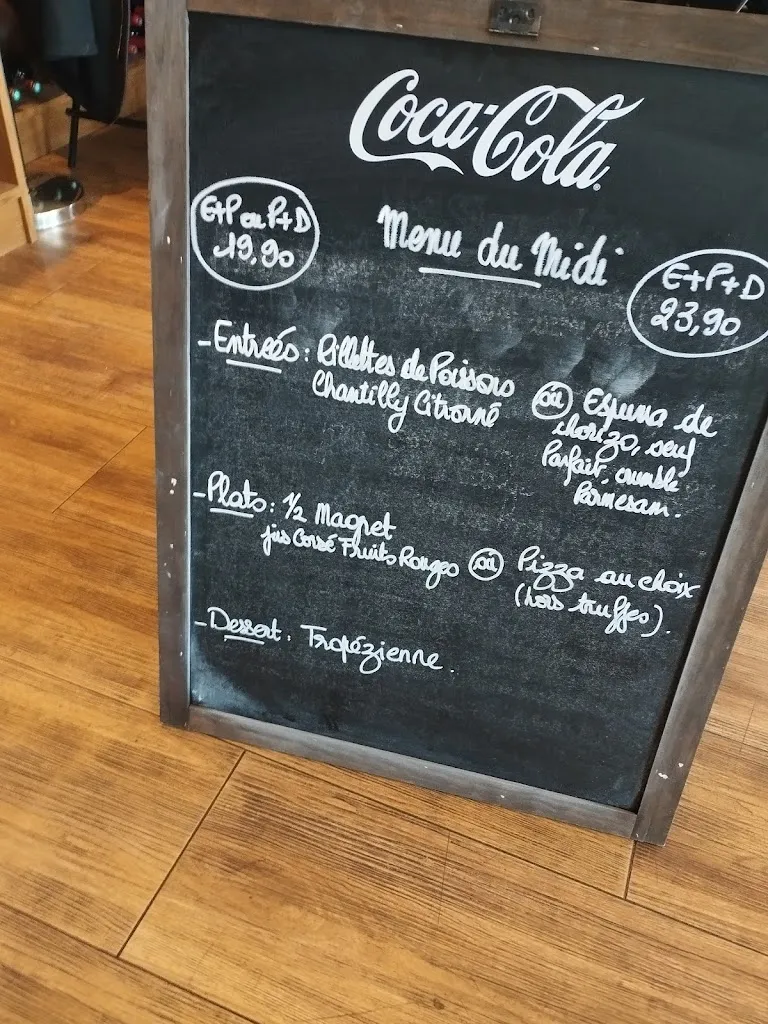 Coca-Cola
E+P ou P+D
19,90
Menu du Midi
E+P+D
23,90
- Entrées : Rillettes de Poissons
Chantilly Citronné
ou Espuma de
chorizo, oeuf
Parfait, crumble
Parmesan.
- Plats : 1/2 Magret
jus Corsé Fruits Rouges ou Pizza au choix
(hors truffes).
- Dessert : Tropézienne.